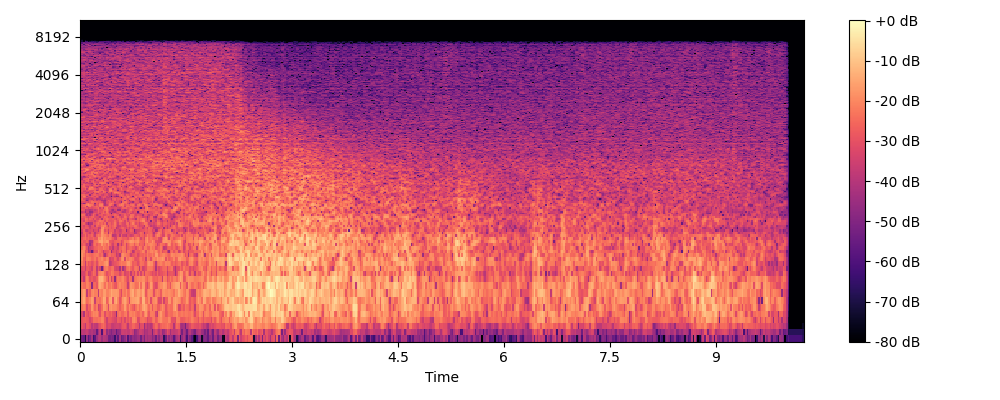 8192
4096
2048
1024
512
256
128
64
0
Hz
0 1.5 3 4.5 6 7.5 9
Time
+0 dB
-10 dB
-20 dB
-30 dB
-40 dB
-50 dB
-60 dB
-70 dB
-80 dB